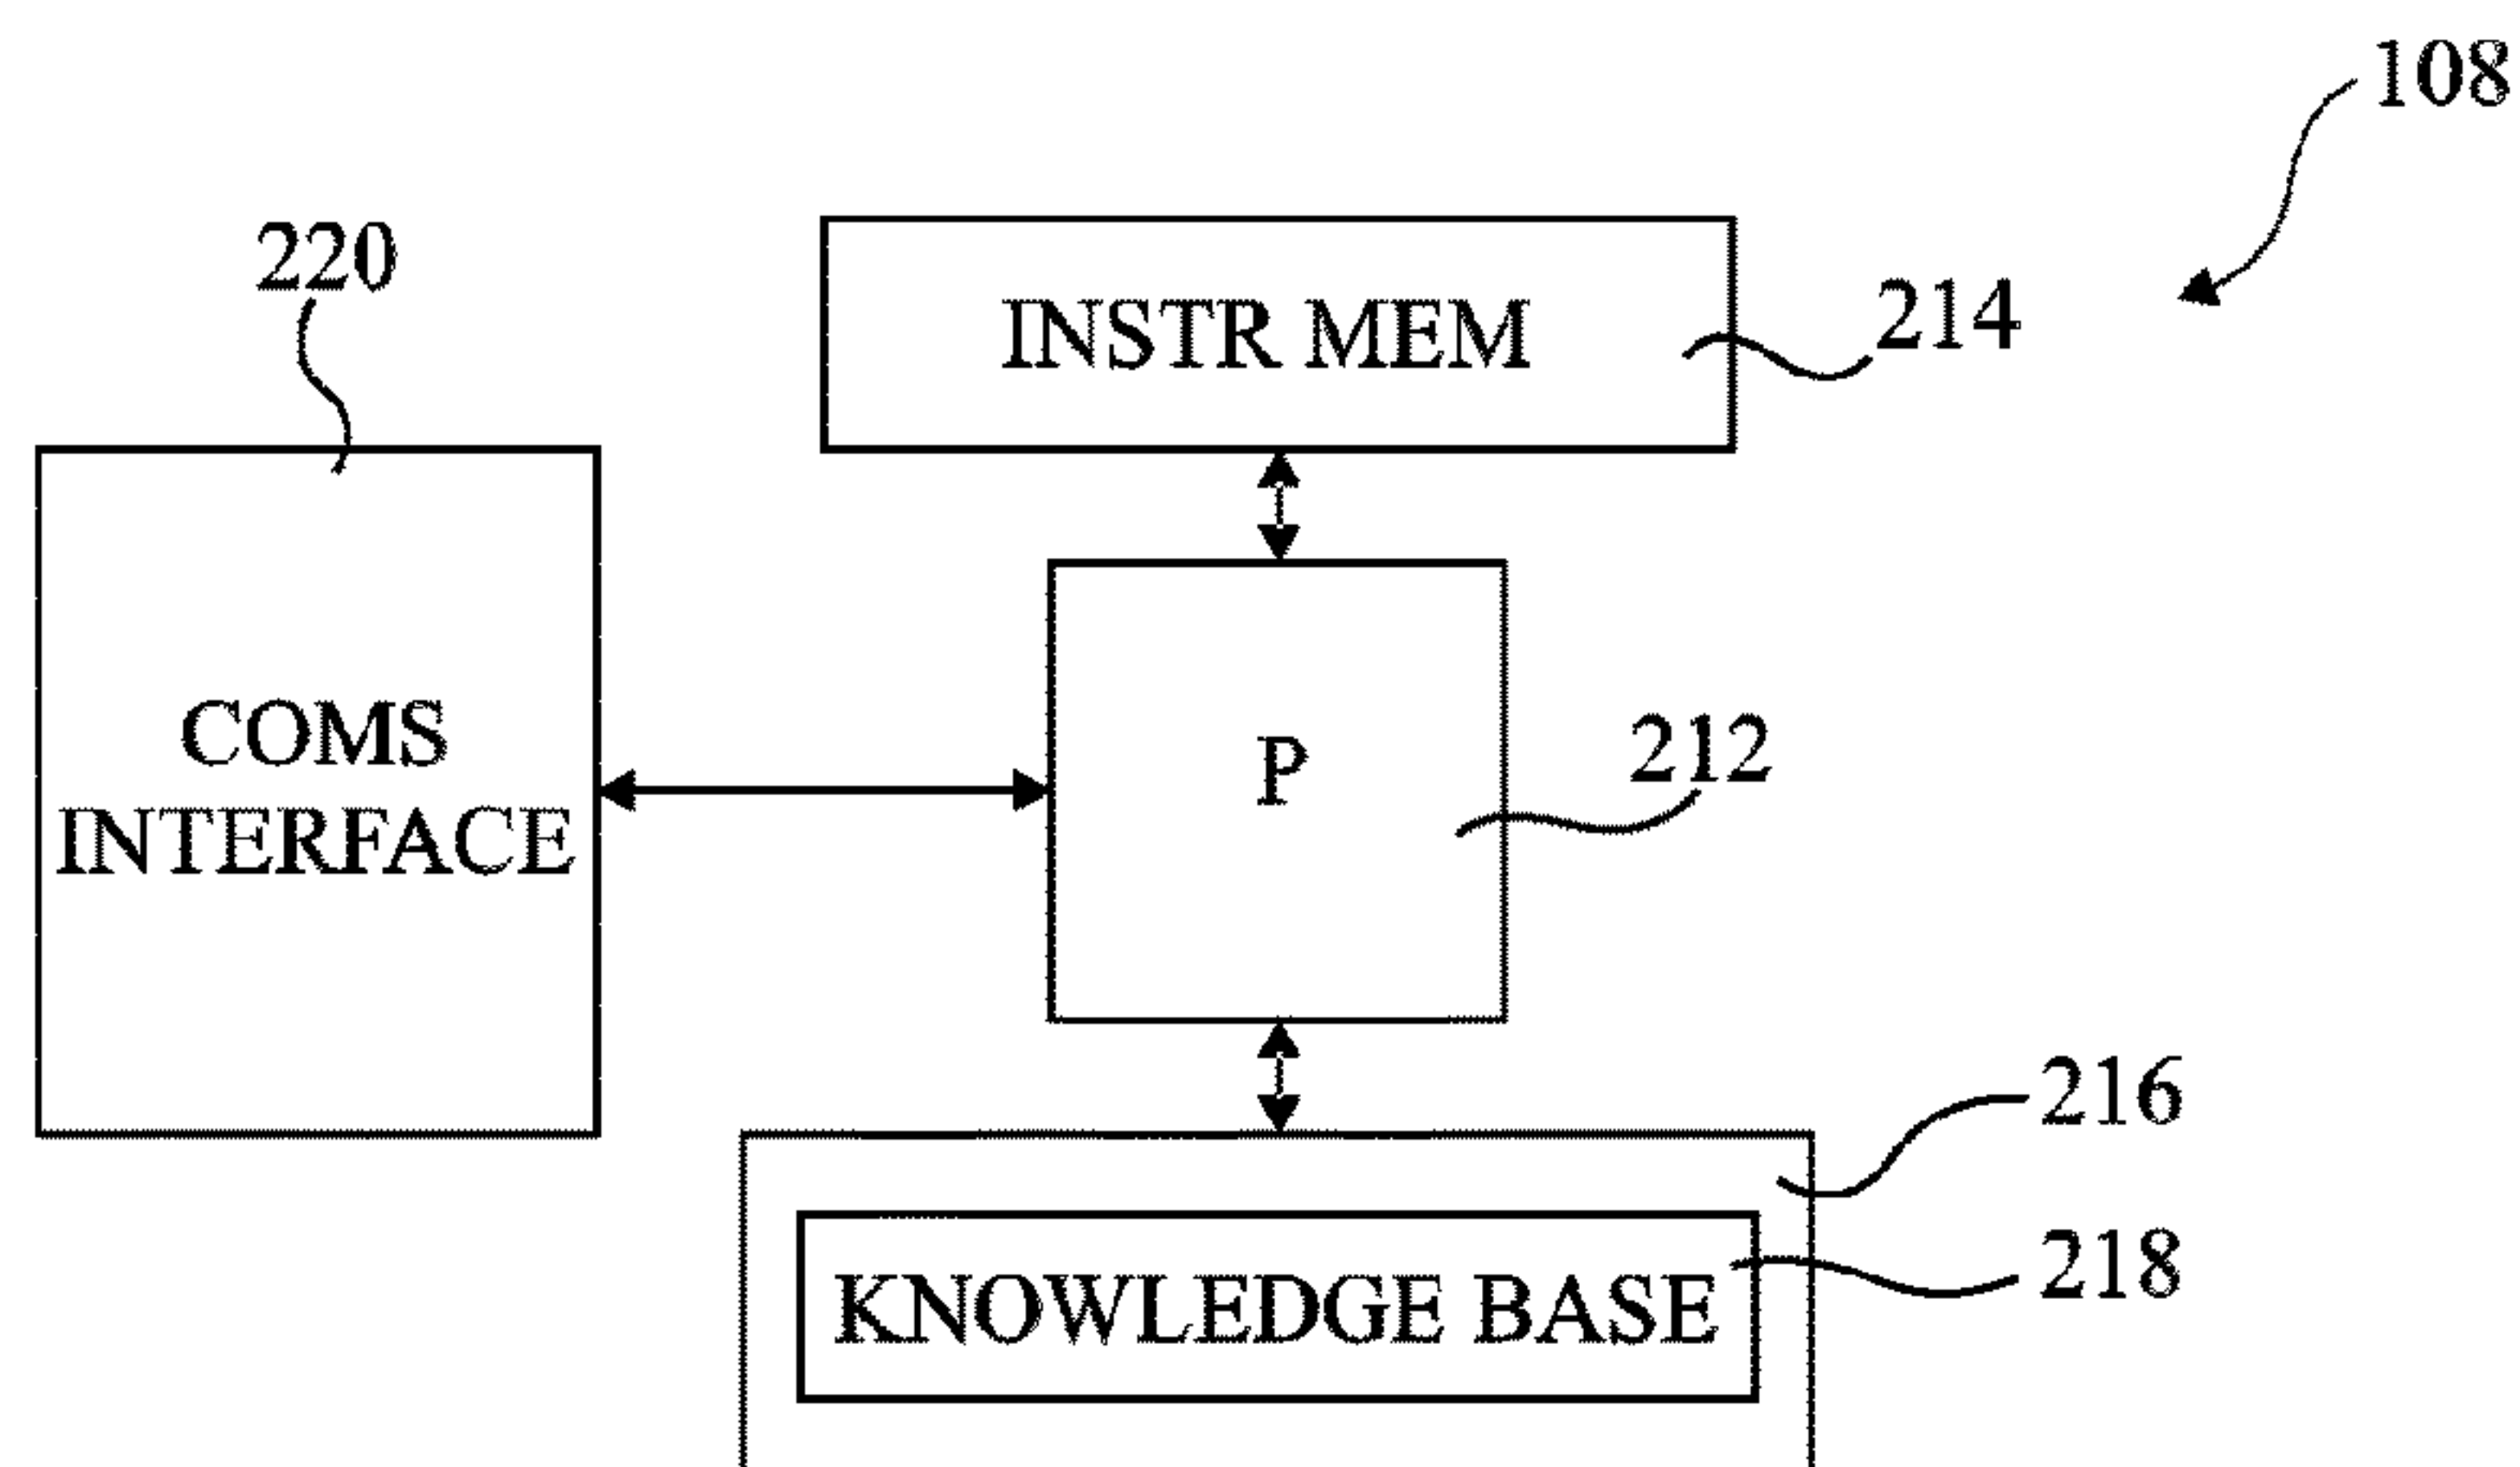 108
220
INSTR MEM
214
COMS
INTERFACE
P
212
216
KNOWLEDGE BASE
218